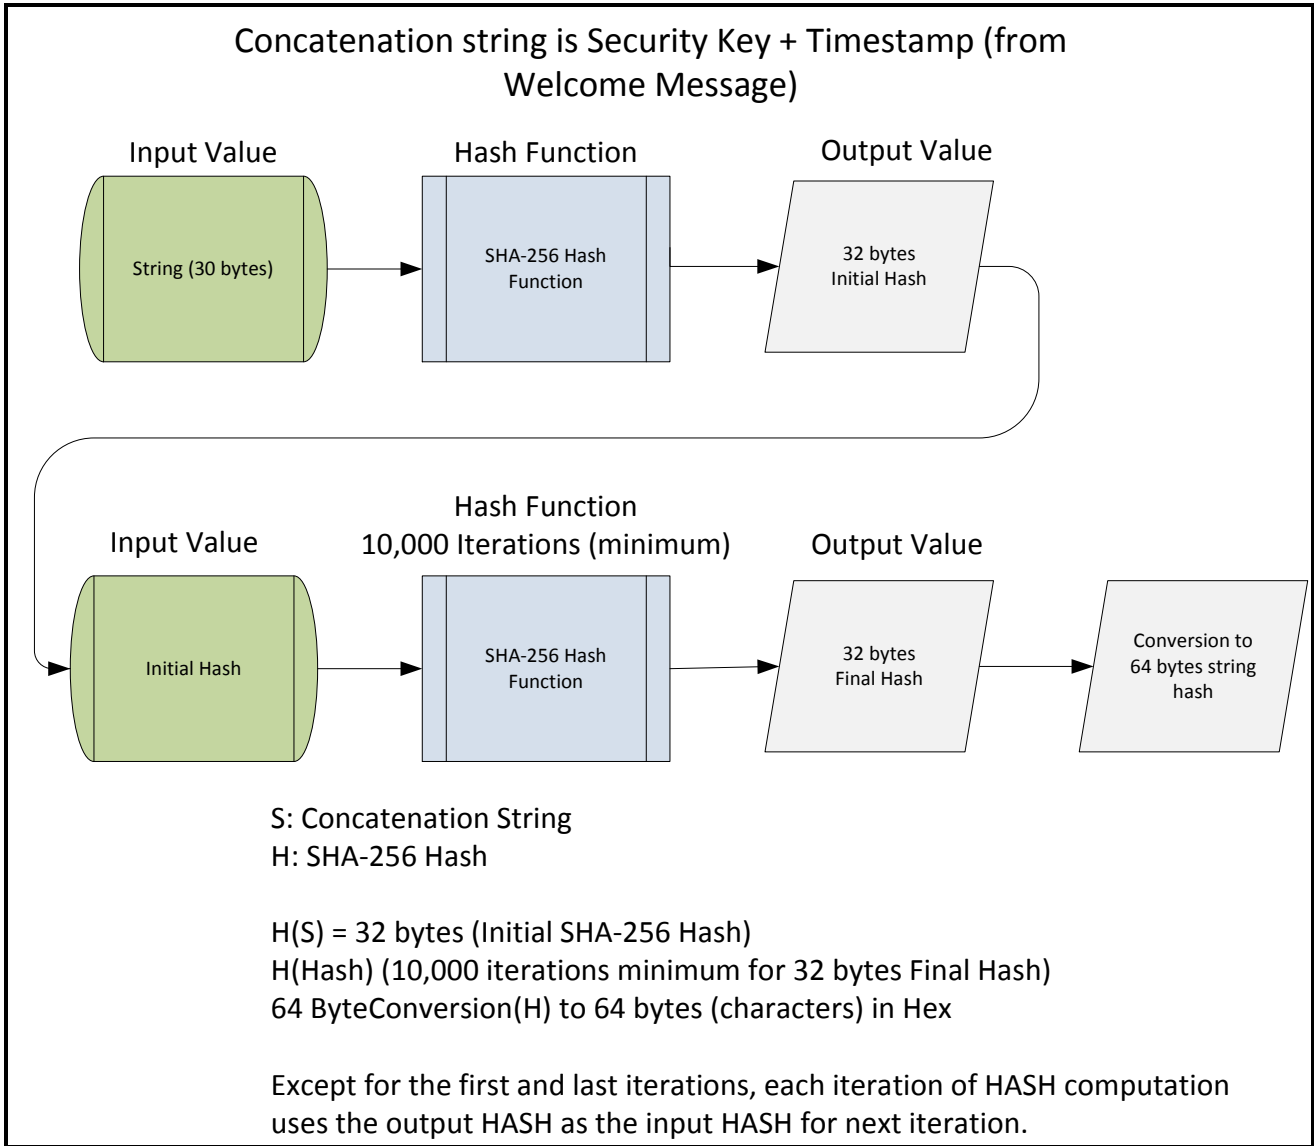 Concatenation string is Security Key + Timestamp (from
Welcome Message)
Input Value
Hash Function
Output Value
String (30 bytes)
SHA-256 Hash
Function
32 bytes
Initial Hash
Hash Function
Input Value
10,000 Iterations (minimum)
Output Value
Initial Hash
SHA-256 Hash
Function
32 bytes
Final Hash
Conversion to
64 bytes string
hash
S: Concatenation String
H: SHA-256 Hash
H(S) = 32 bytes (Initial SHA-256 Hash)
H(Hash) (10,000 iterations minimum for 32 bytes Final Hash)
64 ByteConversion(H) to 64 bytes (characters) in Hex
Except for the first and last iterations, each iteration of HASH computation
uses the output HASH as the input HASH for next iteration.